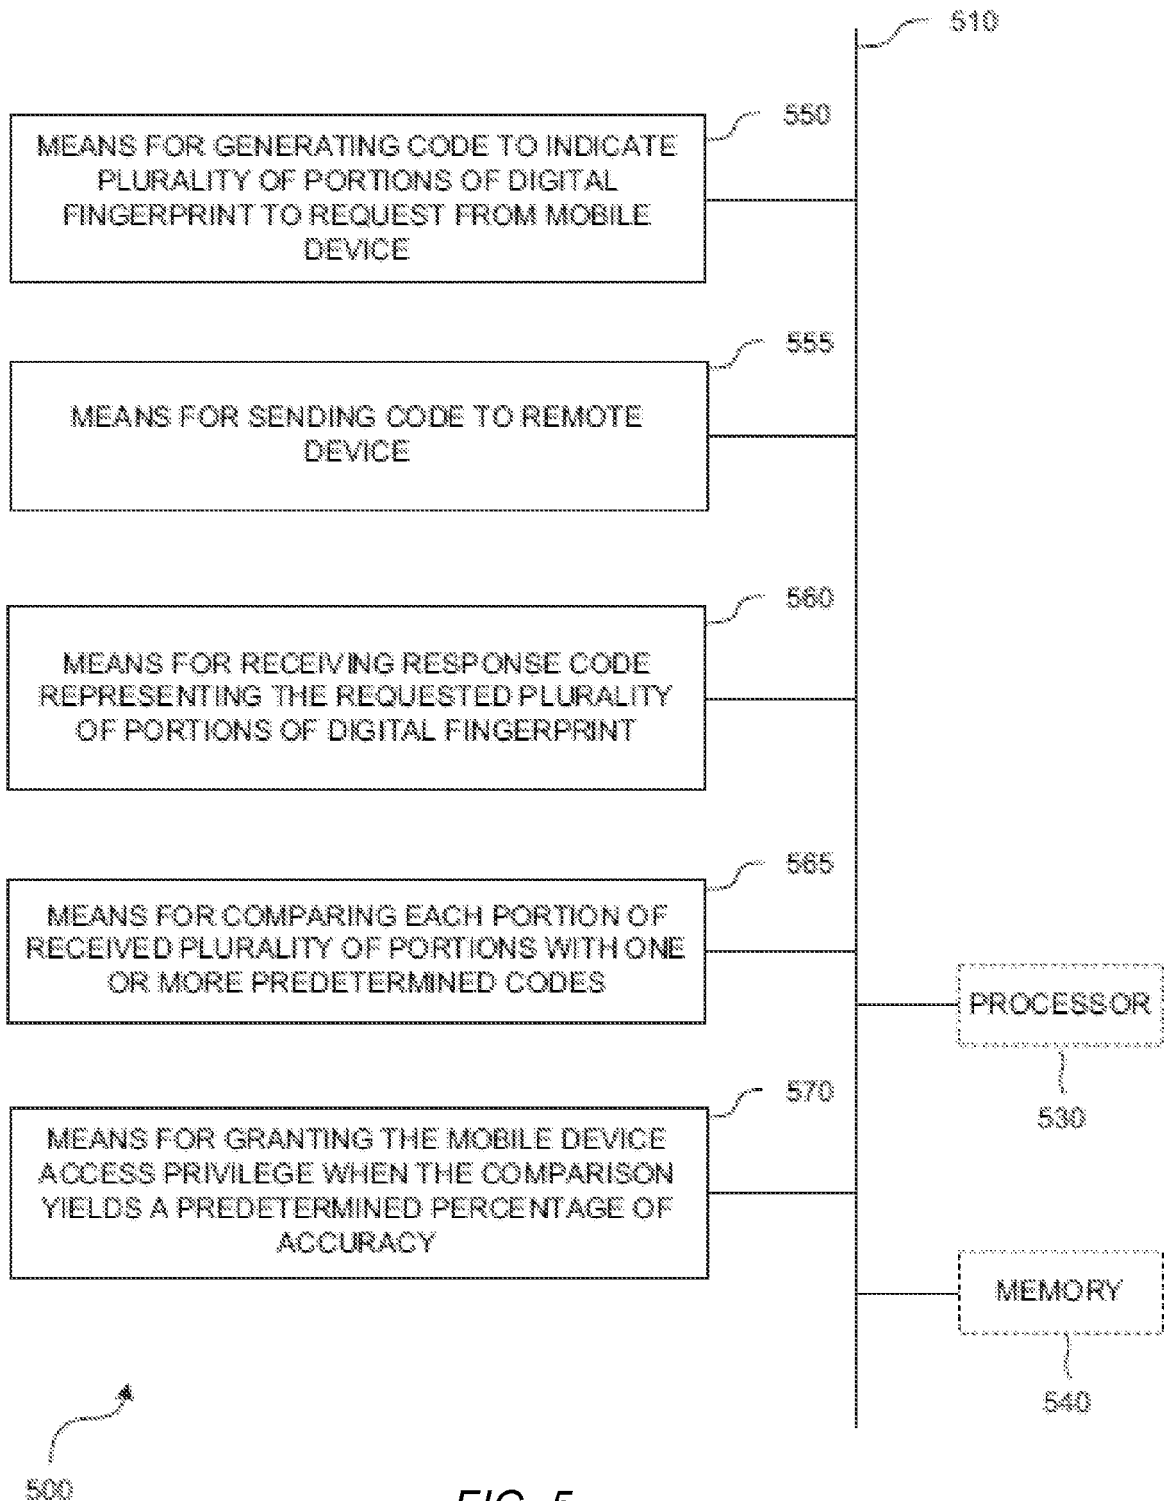 510
550
MEANS FOR GENERATING CODE TO INDICATE
PLURALITY OF PORTIONS OF DIGITAL
FINGERPRINT TO REQUEST FROM MOBILE
DEVICE
555
MEANS FOR SENDING CODE TO REMOTE
DEVICE
560
MEANS FOR RECEIVING RESPONSE CODE
REPRESENTING THE REQUESTED PLURALITY
OF PORTIONS OF DIGITAL FINGERPRINT
565
MEANS FOR COMPARING EACH PORTION OF
RECEIVED PLURALITY OF PORTIONS WITH ONE
OR MORE PREDETERMINED CODES
PROCESSOR
530
570
MEANS FOR GRANTING THE MOBILE DEVICE
ACCESS PRIVILEGE WHEN THE COMPARISON
YIELDS A PREDETERMINED PERCENTAGE OF
ACCURACY
MEMORY
540
500
FIG. 5